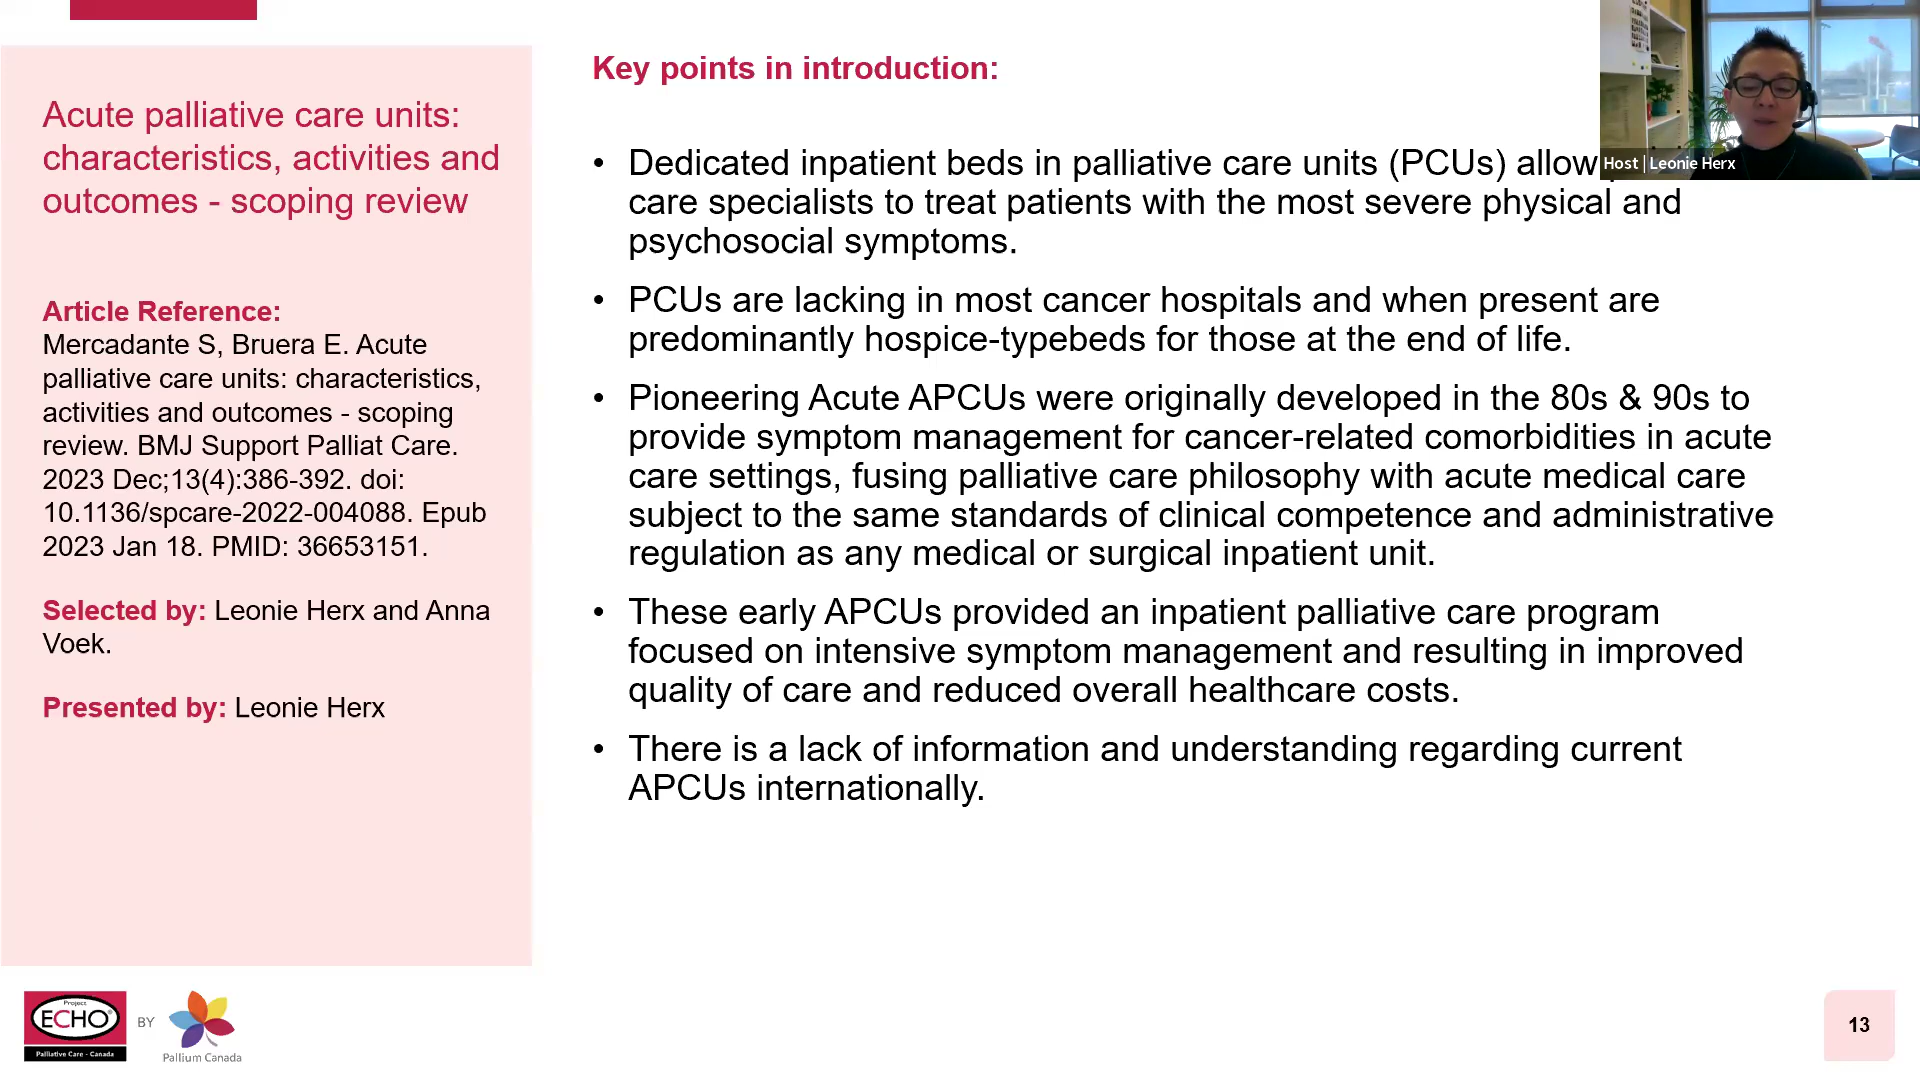 Acute palliative care units:
characteristics, activities and
outcomes - scoping review
Article Reference:
Mercadante S, Bruera E. Acute
palliative care units: characteristics,
activities and outcomes - scoping
review. BMJ Support Palliat Care.
2023 Dec;13(4):386-392. doi:
10.1136/spcare-2022-004088. Epub
2023 Jan 18. PMID: 36653151.
Selected by: Leonie Herx and Anna
Voek.
Presented by: Leonie Herx
Key points in introduction:
• Dedicated inpatient beds in palliative care units (PCUs) allow
care specialists to treat patients with the most severe physical and
psychosocial symptoms.
• PCUs are lacking in most cancer hospitals and when present are
predominantly hospice-typebeds for those at the end of life.
• Pioneering Acute APCUs were originally developed in the 80s & 90s to
provide symptom management for cancer-related comorbidities in acute
care settings, fusing palliative care philosophy with acute medical care
subject to the same standards of clinical competence and administrative
regulation as any medical or surgical inpatient unit.
• These early APCUs provided an inpatient palliative care program
focused on intensive symptom management and resulting in improved
quality of care and reduced overall healthcare costs.
• There is a lack of information and understanding regarding current
APCUs internationally.
Host | Leonie Herx
Project
ECHO®
Palliative Care - Canada
BY
Pallium Canada
13